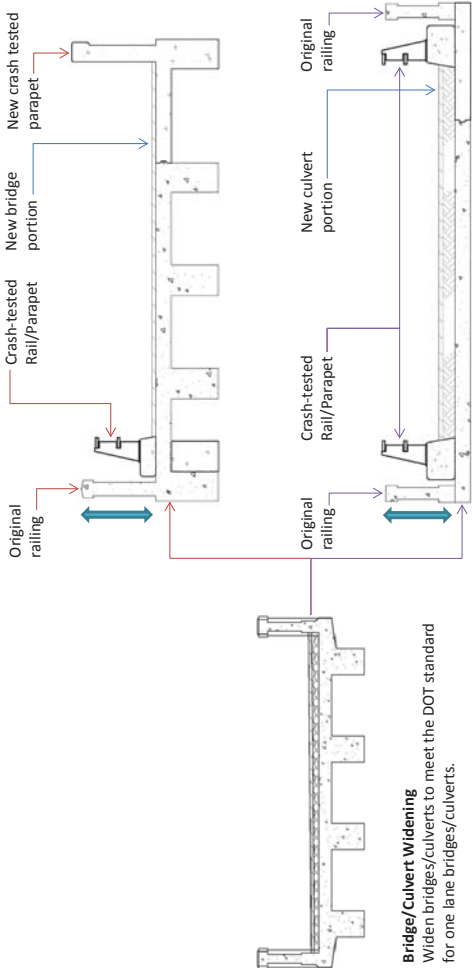 Original
railing
Crash-tested
Rail/Parapet
New bridge
portion
New crash tested
parapet
Original
railing
Crash-tested
Rail/Parapet
New culvert
portion
Original
railing
Bridge/Culvert Widening
Widen bridges/culverts to meet the DOT standard
for one lane bridges/culverts.